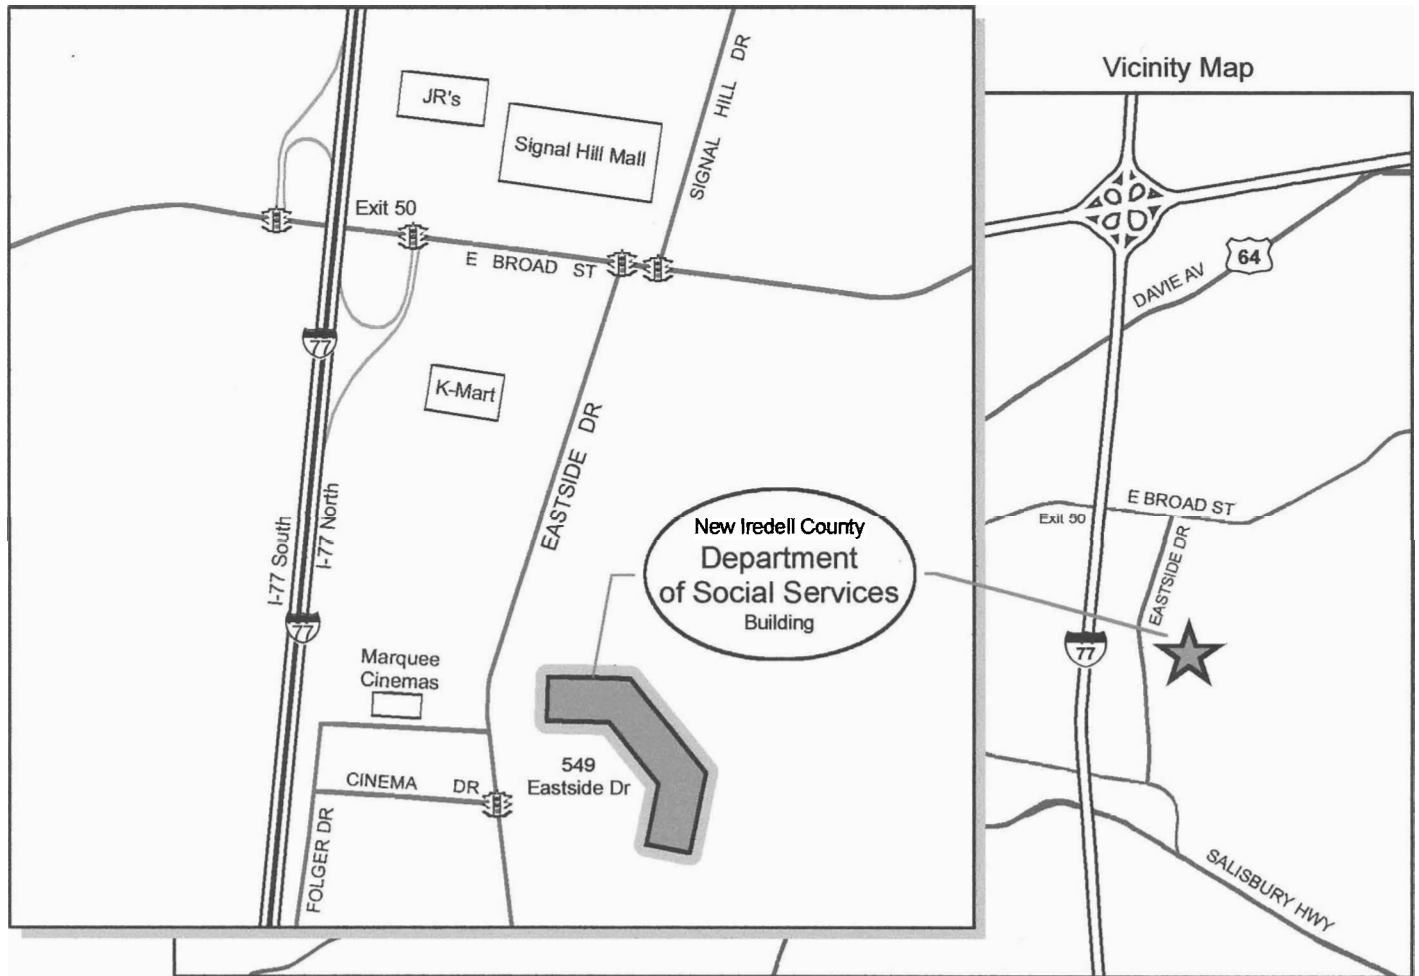 Vicinity Map
JR's
Signal Hill Mall
SIGNAL HILL DR
Exit 50
E BROAD ST
77
K-Mart
EASTSIDE DR
I-77 South
I-77 North
77
New Iredell County
Department
of Social Services
Building
Marquee
Cinemas
549
Eastside Dr
CINEMA DR
FOLGER DR
64
DAVIE AV
E BROAD ST
Exit 50
EASTSIDE DR
77
SALISBURY HWY